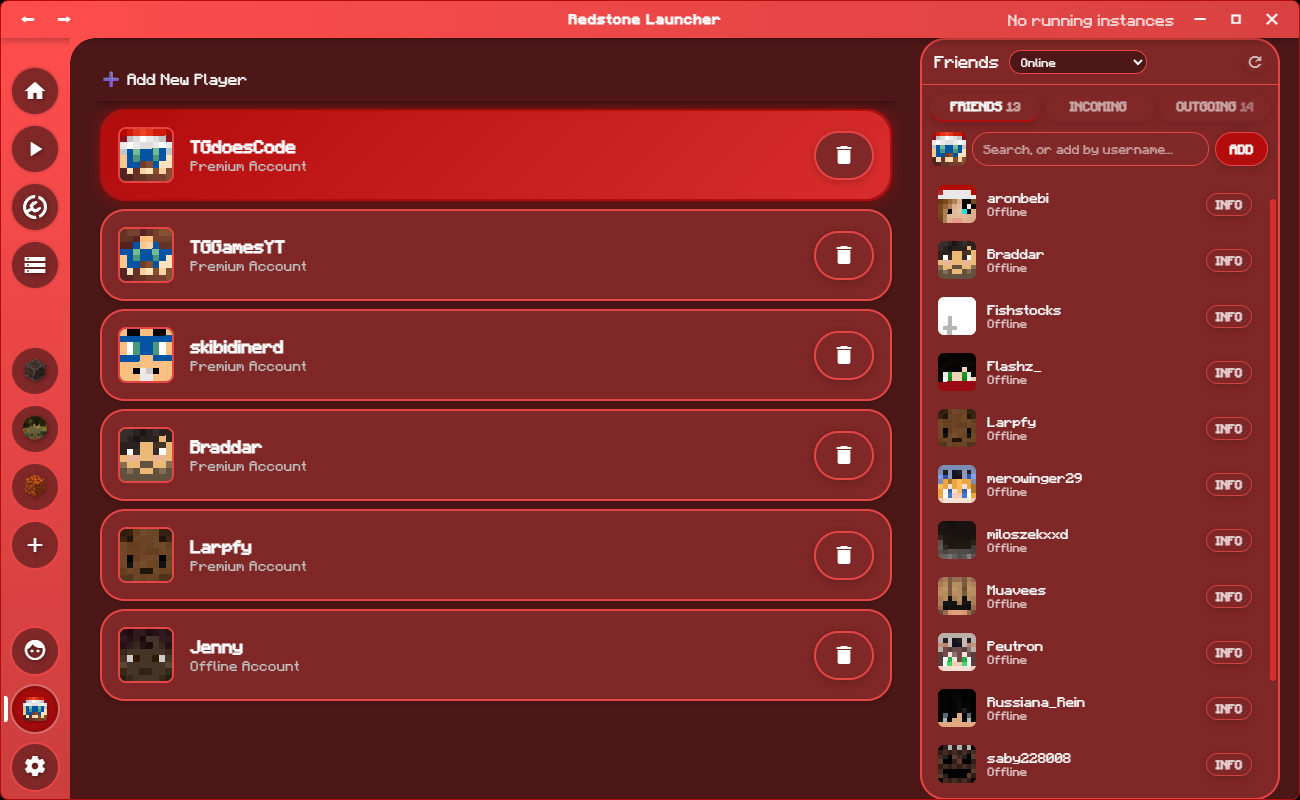 Redstone Launcher
No running instances
Add New Player
TGdoesCode
Premium Account
TGGamesYT
Premium Account
skibidinerd
Premium Account
Braddar
Premium Account
Larpfy
Premium Account
Jenny
Offline Account
Friends
Online
FRIENDS 13
INCOMING
OUTGOING 14
Search, or add by username...
ADD
aronbebi
Offline
INFO
Braddar
Offline
INFO
Fishstocks
Offline
INFO
Flashz_
Offline
INFO
Larpfy
Offline
INFO
merowinger29
Offline
INFO
miloszekxxd
Offline
INFO
Muavees
Offline
INFO
Peutron
Offline
INFO
Russiana_Rein
Offline
INFO
saby228008
Offline
INFO